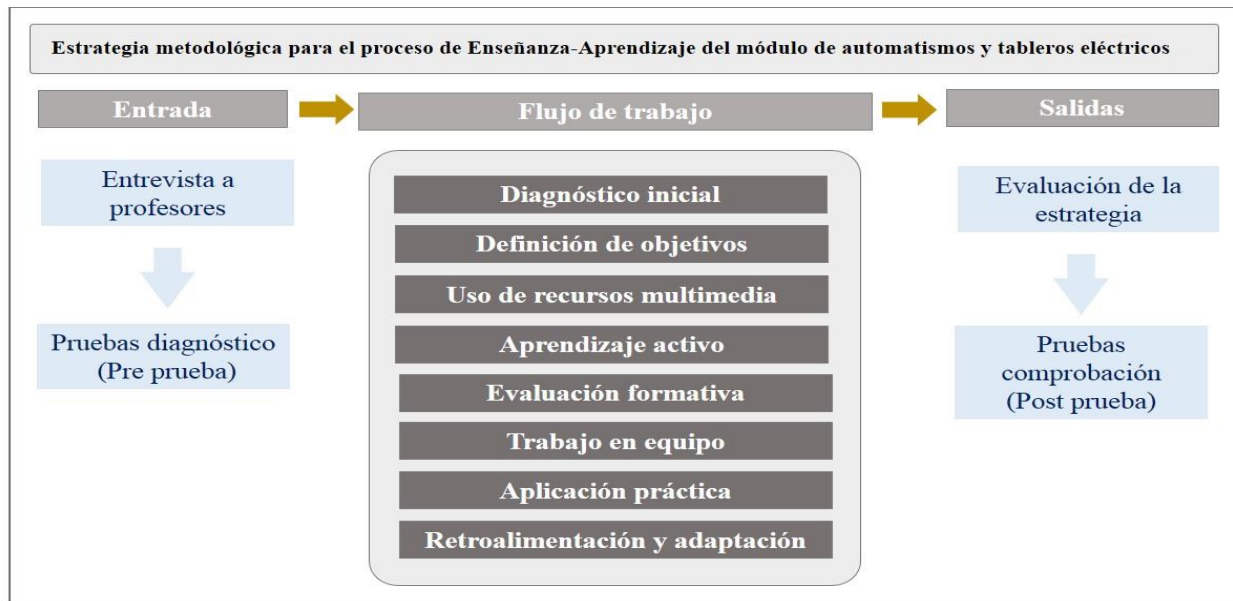 Estrategia metodológica para el proceso de Enseñanza-Aprendizaje del módulo de automatismos y tableros eléctricos
Entrada
Flujo de trabajo
Salidas
Entrevista a
profesores
Pruebas diagnóstico
(Pre prueba)
Diagnóstico inicial
Definición de objetivos
Uso de recursos multimedia
Aprendizaje activo
Evaluación formativa
Trabajo en equipo
Aplicación práctica
Retroalimentación y adaptación
Evaluación de la
estrategia
Pruebas
comprobación
(Post prueba)